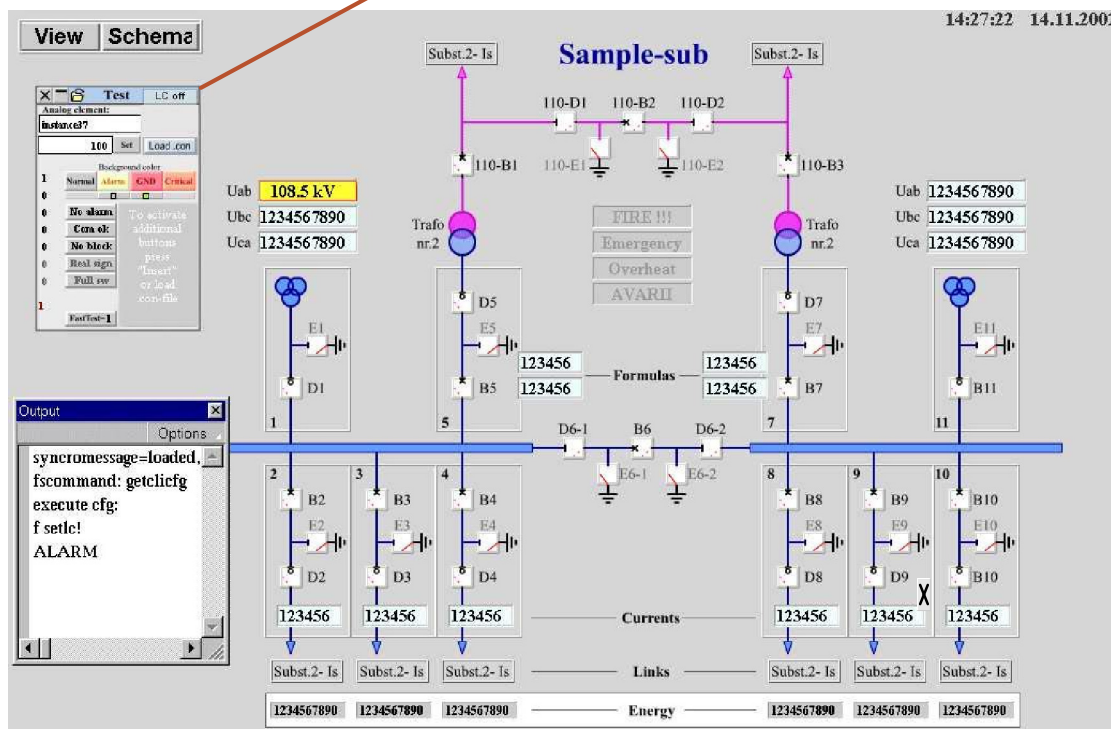 14:27:22 14.11.200
View Schema
Sample-sub
Subst.2- Is
Subst.2- Is
Test LC off
Analog element:
instance37
100 Set Load .con
Background color
1 Normal Alarm GND Critical
0
0 No alarm
0 Com ok
0 No block
0 Real sign
0 Full sw
1
FastTest=1
To activate
additional
buttons
press
"Insert"
or load
con-file
110-D1 110-B2 110-D2
110-E1 110-E2
110-B1 110-B3
Uab 108.5 kV
Ubc 1234567890
Uca 1234567890
Trafo
nr.2
FIRE !!!
Emergency
Overheat
AVARII
Trafo
nr.2
Uab 1234567890
Ubc 1234567890
Uca 1234567890
E1
D1
1
D5
E5
B5
5
123456 Formulas 123456
123456 123456
D7
E7
B7
7
E11
B11
11
D6-1 B6 D6-2
E6-1 E6-2
Output
Options
syncromessage=loaded,
fscommand: getclicfg
execute cfg:
f setlc!
ALARM
2 3 4 8 9 10
B2 B3 B4 B8 B9 B10
E2 E3 E4 E8 E9 E10
D2 D3 D4 D8 D9 B10
X
123456 123456 123456 Currents 123456 123456 123456
Subst.2- Is Subst.2- Is Subst.2- Is Links Subst.2- Is Subst.2- Is Subst.2- Is
1234567890 1234567890 1234567890 Energy 1234567890 1234567890 1234567890